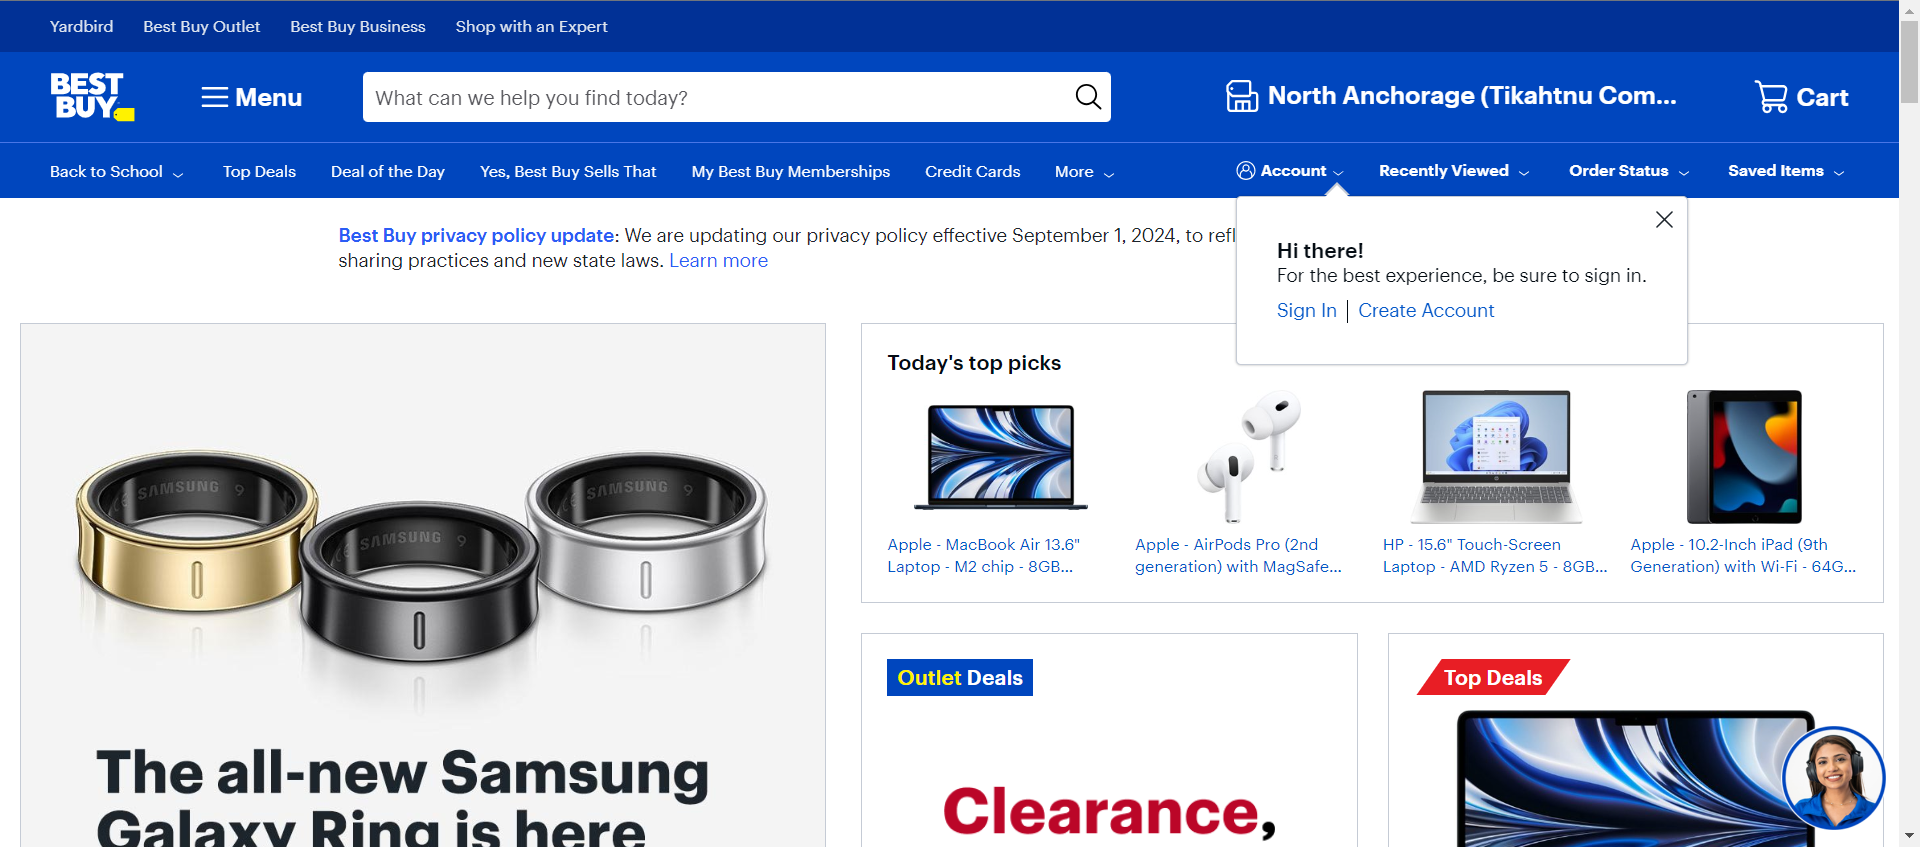 Yardbird Best Buy Outlet Best Buy Business Shop with an Expert
BEST
BUY
Menu
What can we help you find today?
North Anchorage (Tikahtnu Com...
Cart
Back to School Top Deals Deal of the Day Yes, Best Buy Sells That My Best Buy Memberships Credit Cards More
Account Recently Viewed Order Status Saved Items
Best Buy privacy policy update: We are updating our privacy policy effective September 1, 2024, to refl
sharing practices and new state laws. Learn more
Hi there!
For the best experience, be sure to sign in.
Sign In | Create Account
SAMSUNG 9
SAMSUNG 9
SAMSUNG 9
The all-new Samsung
Galaxy Ring is here
Today's top picks
Apple - MacBook Air 13.6"
Laptop - M2 chip - 8GB...
Apple - AirPods Pro (2nd
generation) with MagSafe...
HP - 15.6" Touch-Screen
Laptop - AMD Ryzen 5 - 8GB...
Apple - 10.2-Inch iPad (9th
Generation) with Wi-Fi - 64G...
Outlet Deals
Clearance,
Top Deals